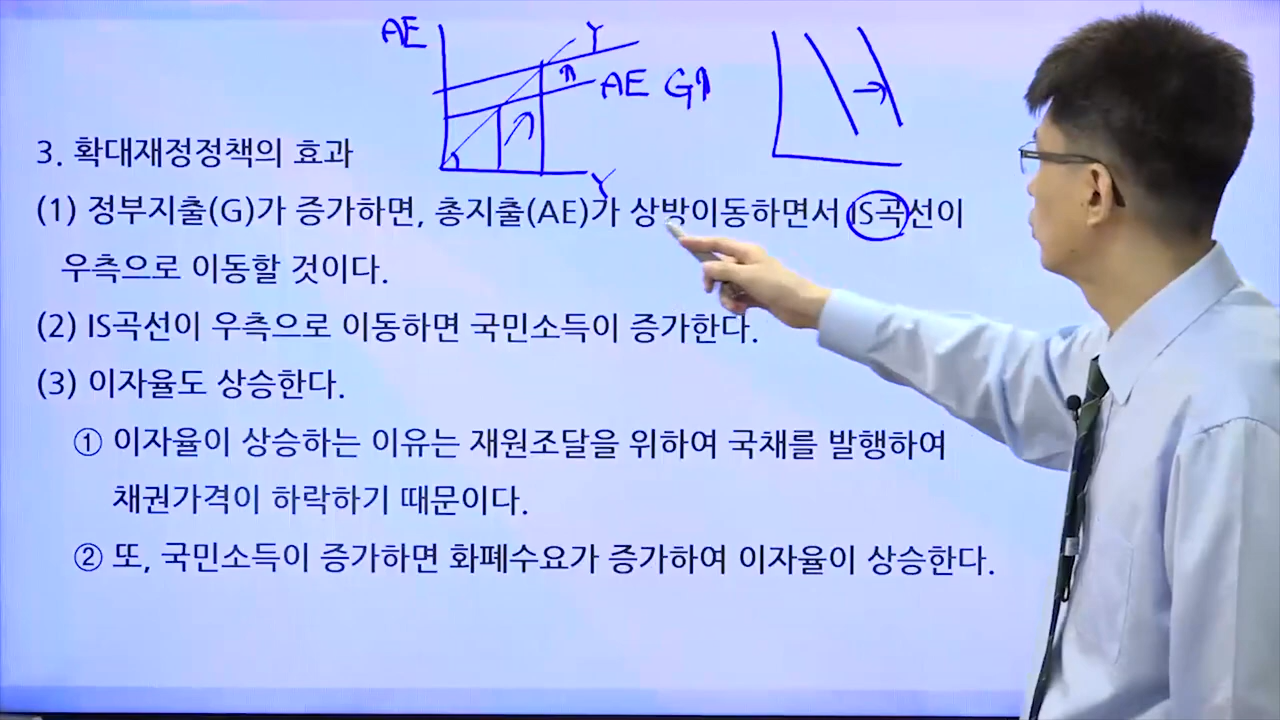 AE
Y
AE G↑
Y
3. 확대재정정책의 효과
(1) 정부지출(G)가 증가하면, 총지출(AE)가 상방이동하면서 IS곡선이
우측으로 이동할 것이다.
(2) IS곡선이 우측으로 이동하면 국민소득이 증가한다.
(3) 이자율도 상승한다.
① 이자율이 상승하는 이유는 재원조달을 위하여 국채를 발행하여
채권가격이 하락하기 때문이다.
② 또, 국민소득이 증가하면 화폐수요가 증가하여 이자율이 상승한다.